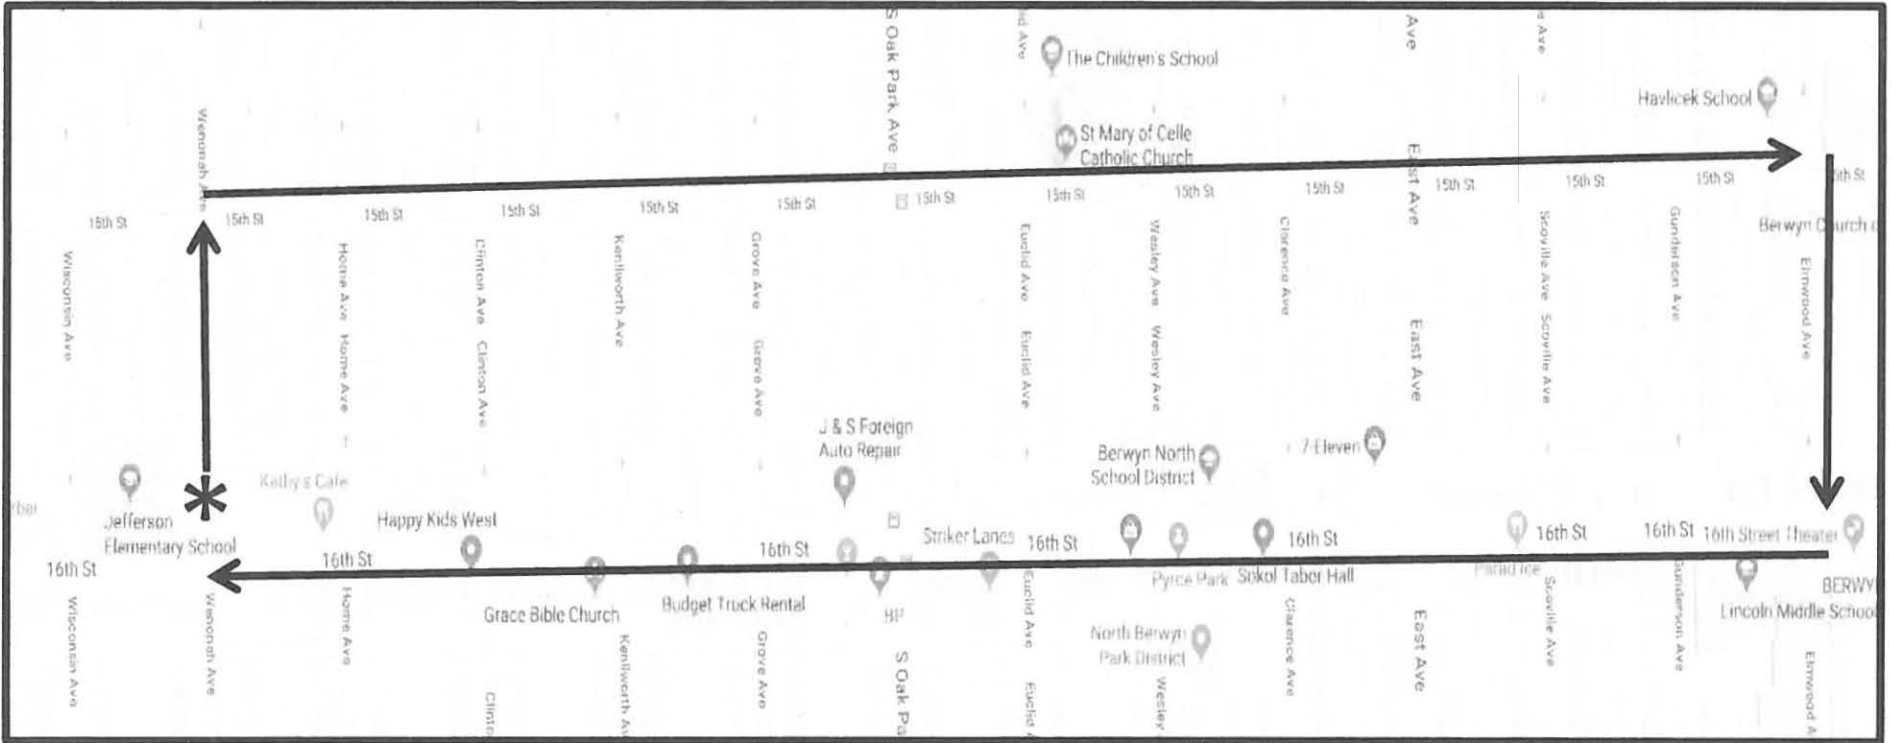 S Oak Park Ave
Ave
Ave
The Children's School
Havlicek School
Wenonah Ave
St Mary of Celle
Catholic Church
East Ave
15th St
15th St
15th St
15th St
15th St
15th St
15th St
15th St
15th St
15th St
15th St
15th St
15th St
Berwyn Church
Wisconsin Ave
Home Ave
Home Ave
Clinton Ave
Clinton Ave
Kenilworth Ave
Grove Ave
Grove Ave
Euclid Ave
Euclid Ave
Wesley Ave
Wesley Ave
Clarence Ave
East Ave
Scoville Ave
Scoville Ave
Gunderson Ave
Elmwood Ave
J & S Foreign
Auto Repair
Berwyn North
School District
7-Eleven
Kathy's Cafe
Jefferson
Elementary School
Happy Kids West
Striker Lanes
16th St
16th St
16th St
16th St
16th St
16th St
16th St
16th Street Theater
Pyrce Park
Sokol Tabor Hall
Grace Bible Church
Budget Truck Rental
BP
BERWY
Lincoln Middle School
North Berwyn
Park District
Wisconsin Ave
Wenonah Ave
Home Ave
Kenilworth
Grove Ave
S Oak
Euclid Ave
Euclid
Wesley
Clarence Ave
East Ave
Scoville Ave
Gunderson Ave
Elmwood